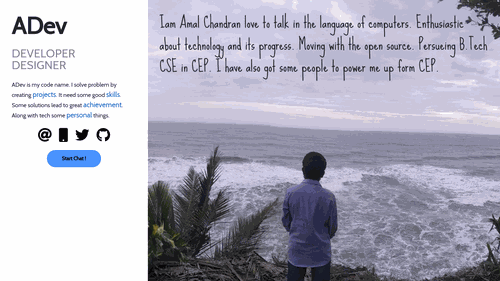 ADev
DEVELOPER
DESIGNER
ADev is my code name. I solve problem by
creating projects. It need some good skills.
Some solutions lead to great achievement.
Along with tech some personal things.
Start Chat !
Iam Amal Chandran love to talk in the language of computers. Enthusiastic
about technology and its progress. Moving with the open source. Persueing B.Tech
CSE in CEP. I have also got some people to power me up form CEP.